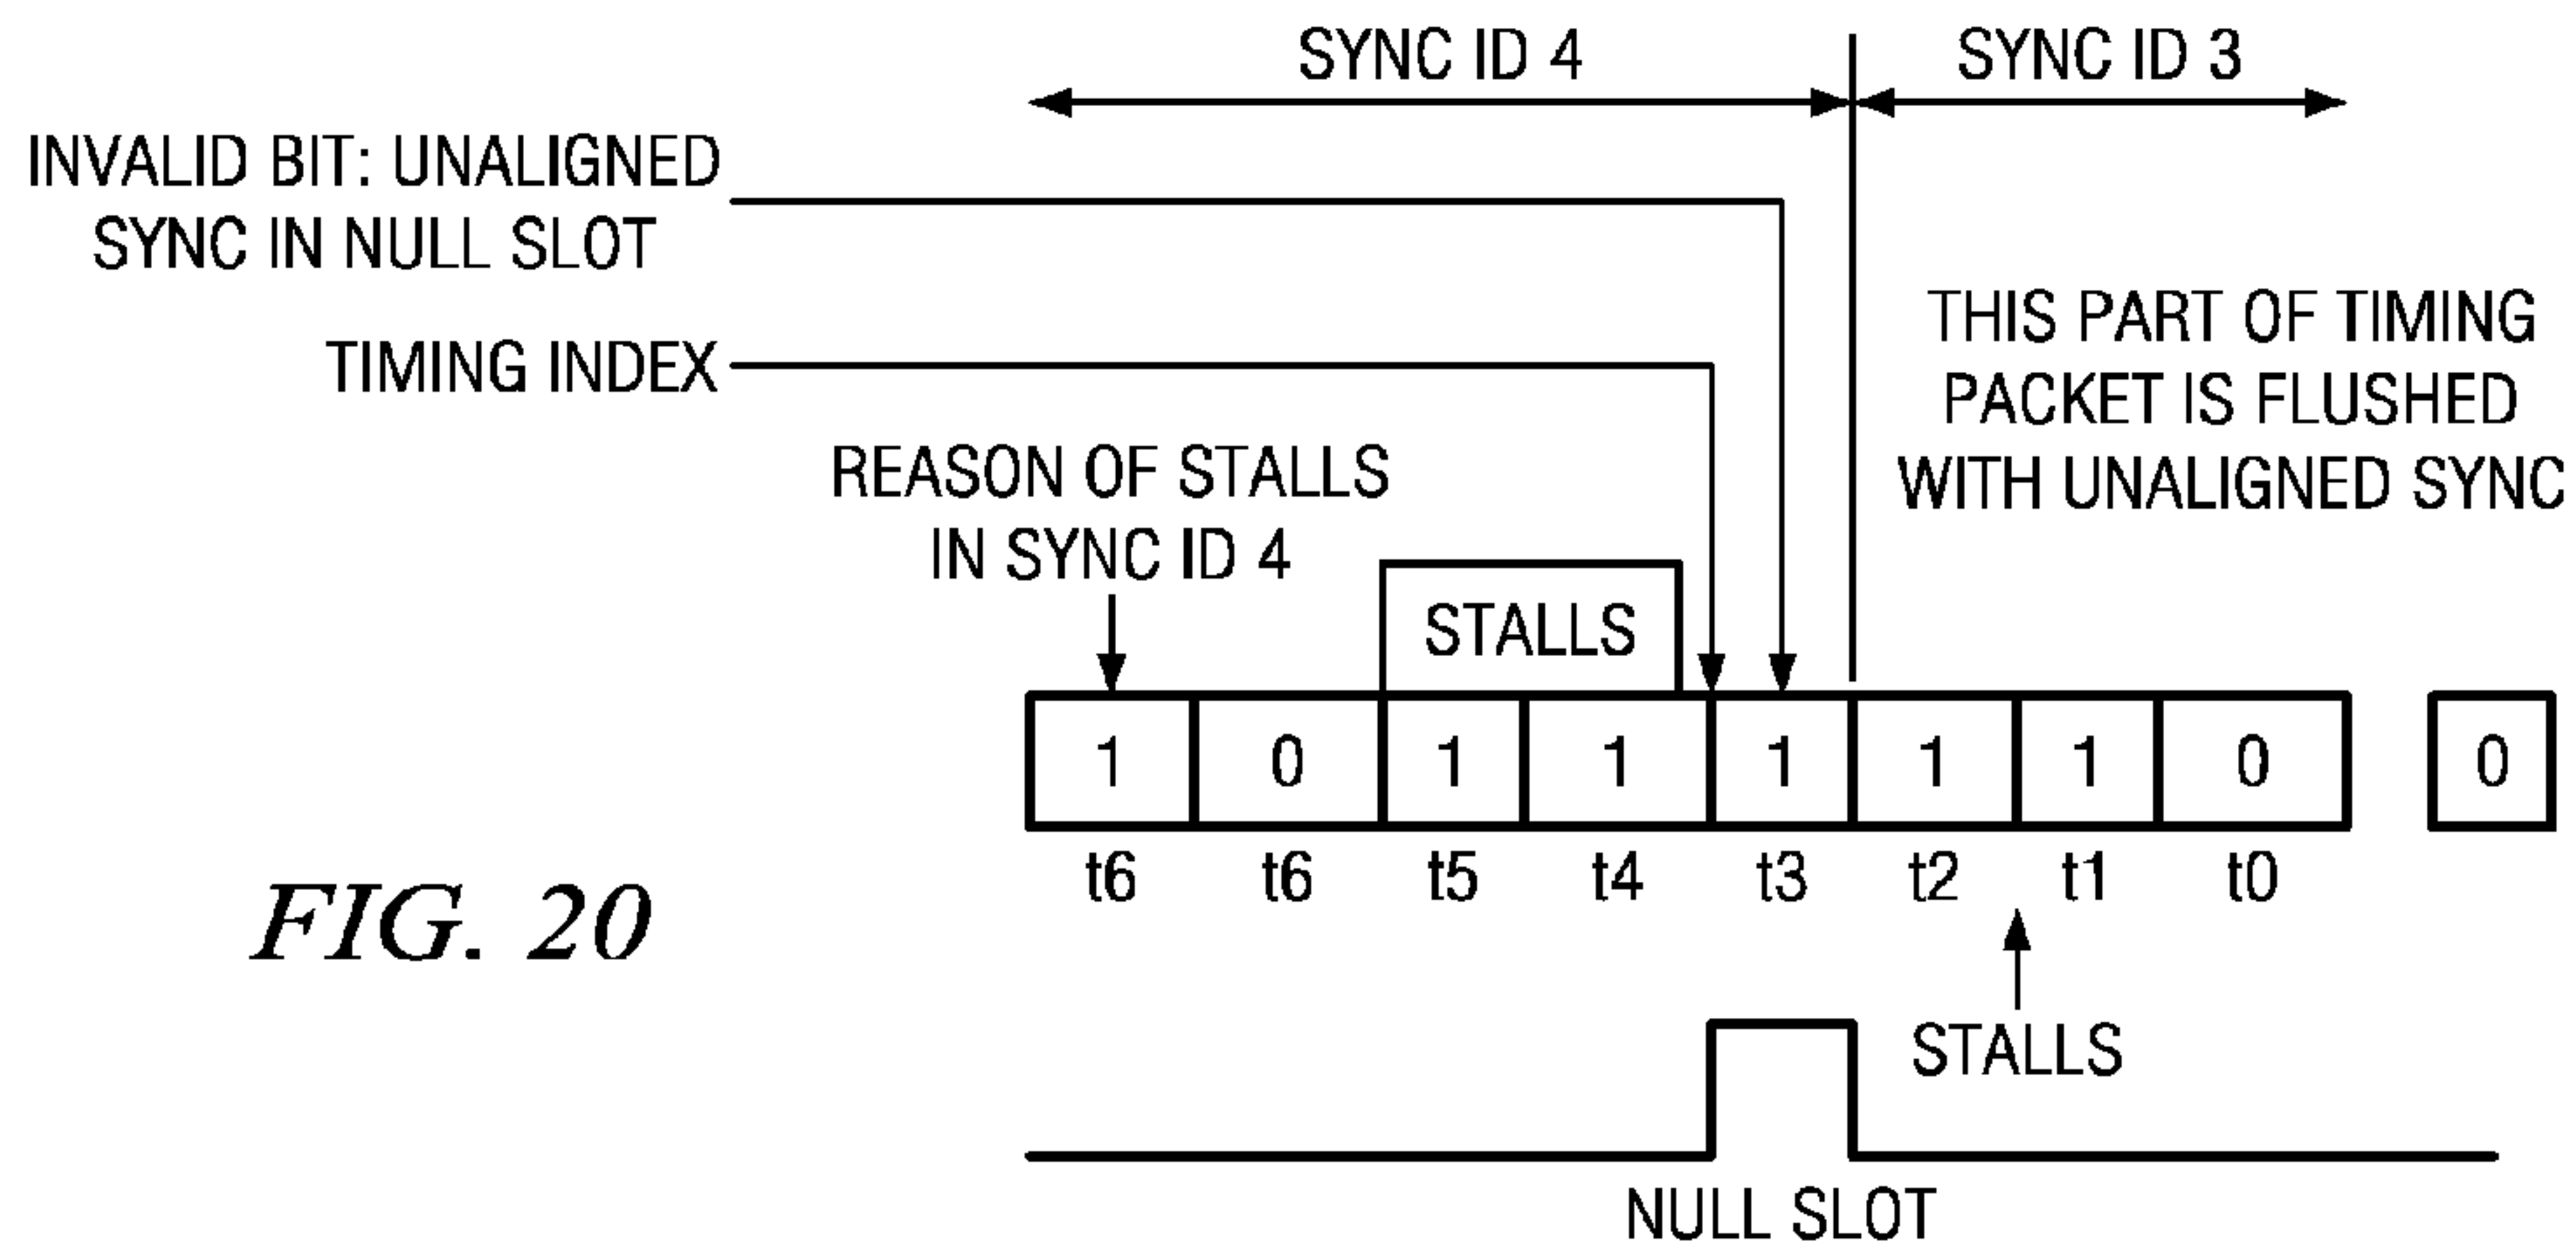 SYNC ID 4
SYNC ID 3
INVALID BIT: UNALIGNED
SYNC IN NULL SLOT
TIMING INDEX
THIS PART OF TIMING
PACKET IS FLUSHED
WITH UNALIGNED SYNC
REASON OF STALLS
IN SYNC ID 4
STALLS
1 0 1 1 1 1 1 0 0
t6 t6 t5 t4 t3 t2 t1 t0
STALLS
NULL SLOT
FIG. 20